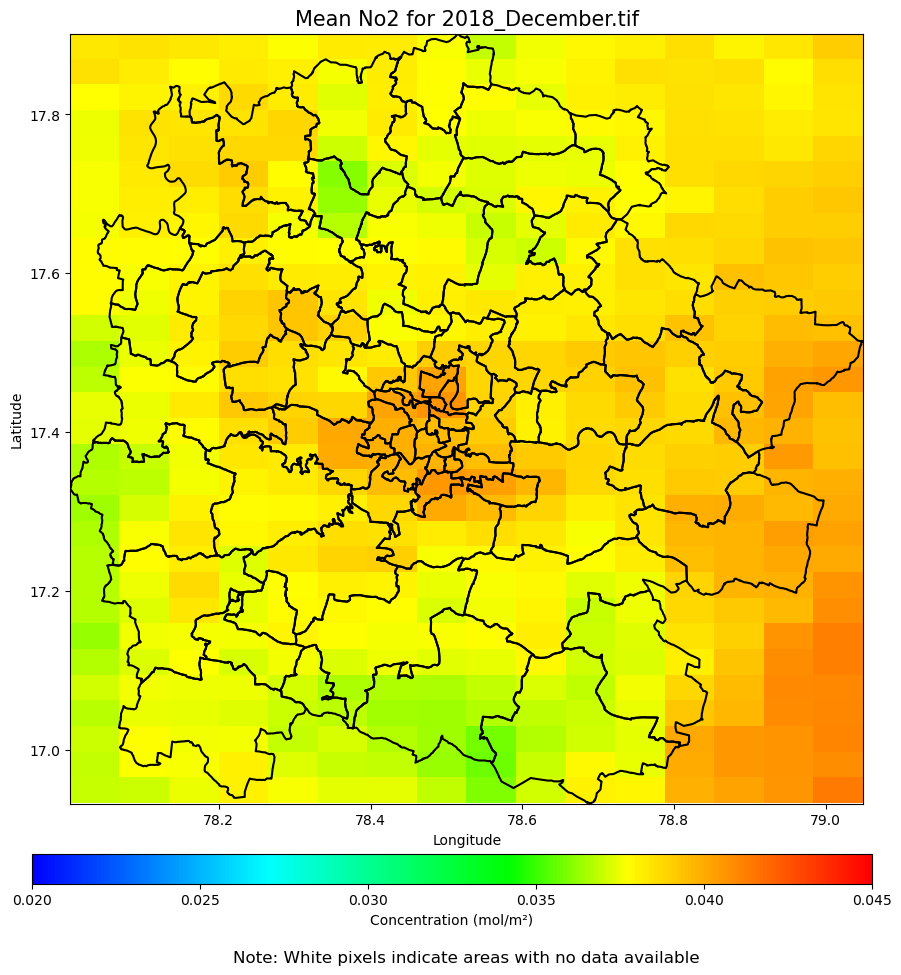 Mean No2 for 2018_December.tif
17.8
17.6
17.4
17.2
17.0
Latitude
78.2 78.4 78.6 78.8 79.0
Longitude
0.020 0.025 0.030 0.035 0.040 0.045
Concentration (mol/m²)
Note: White pixels indicate areas with no data available